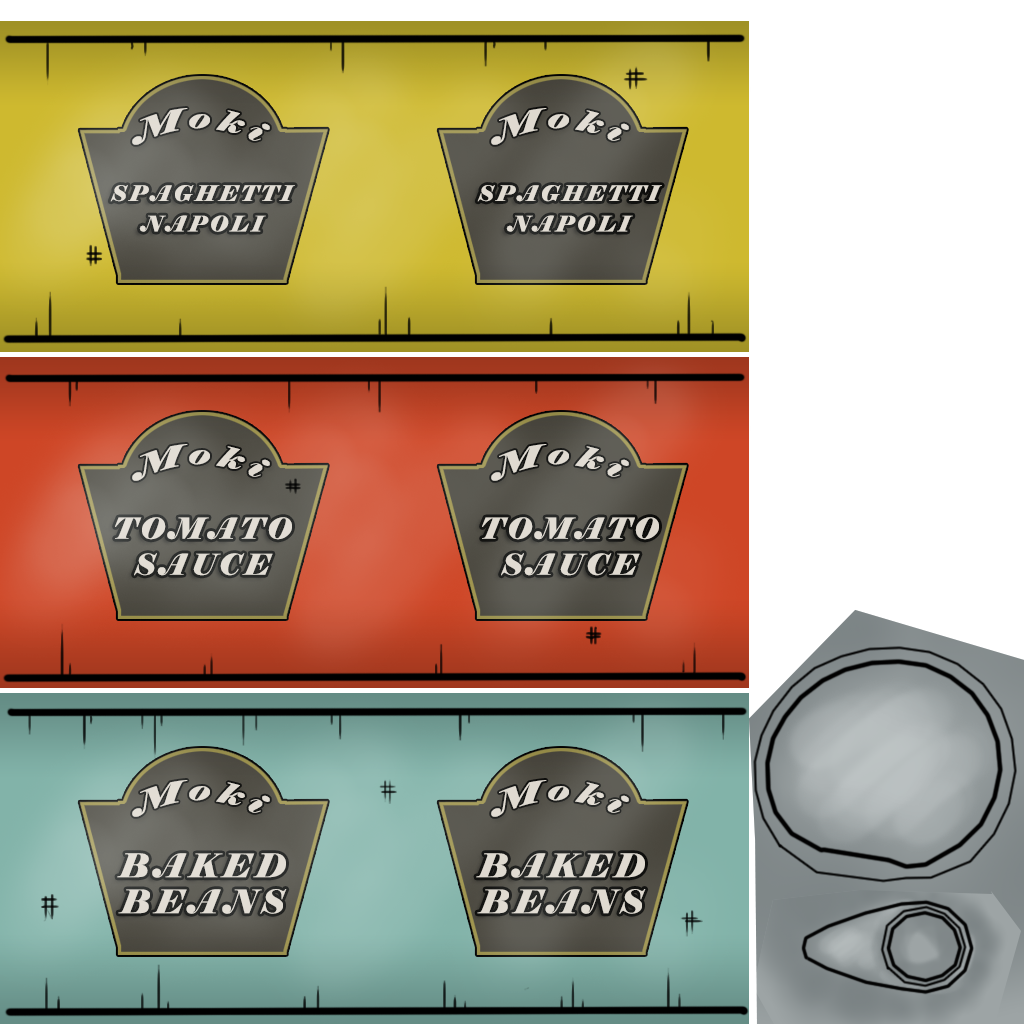 Moki
SPAGHETTI
NAPOLI
Moki
SPAGHETTI
NAPOLI
Moki
TOMATO
SAUCE
Moki
TOMATO
SAUCE
Moki
BAKED
BEANS
Moki
BAKED
BEANS